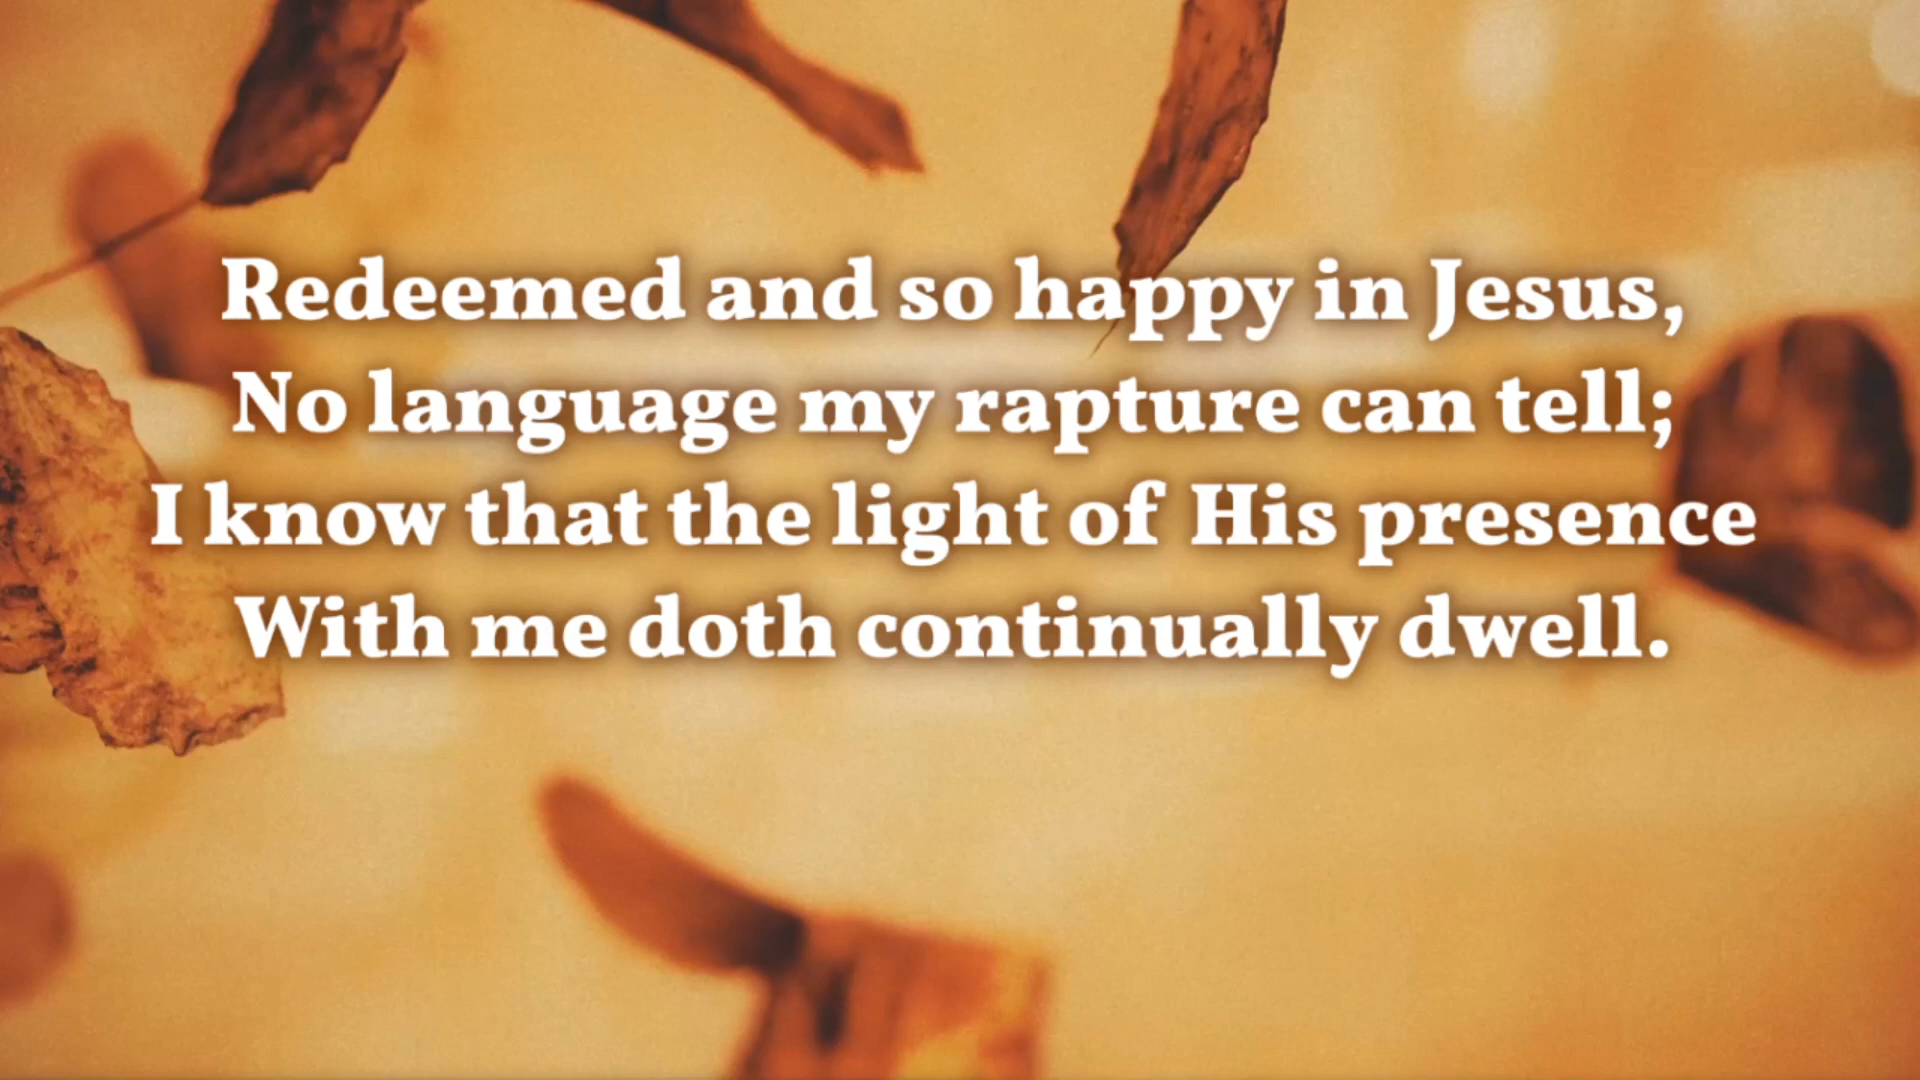 Redeemed and so happy in Jesus,
No language my rapture can tell;
I know that the light of His presence
With me doth continually dwell.